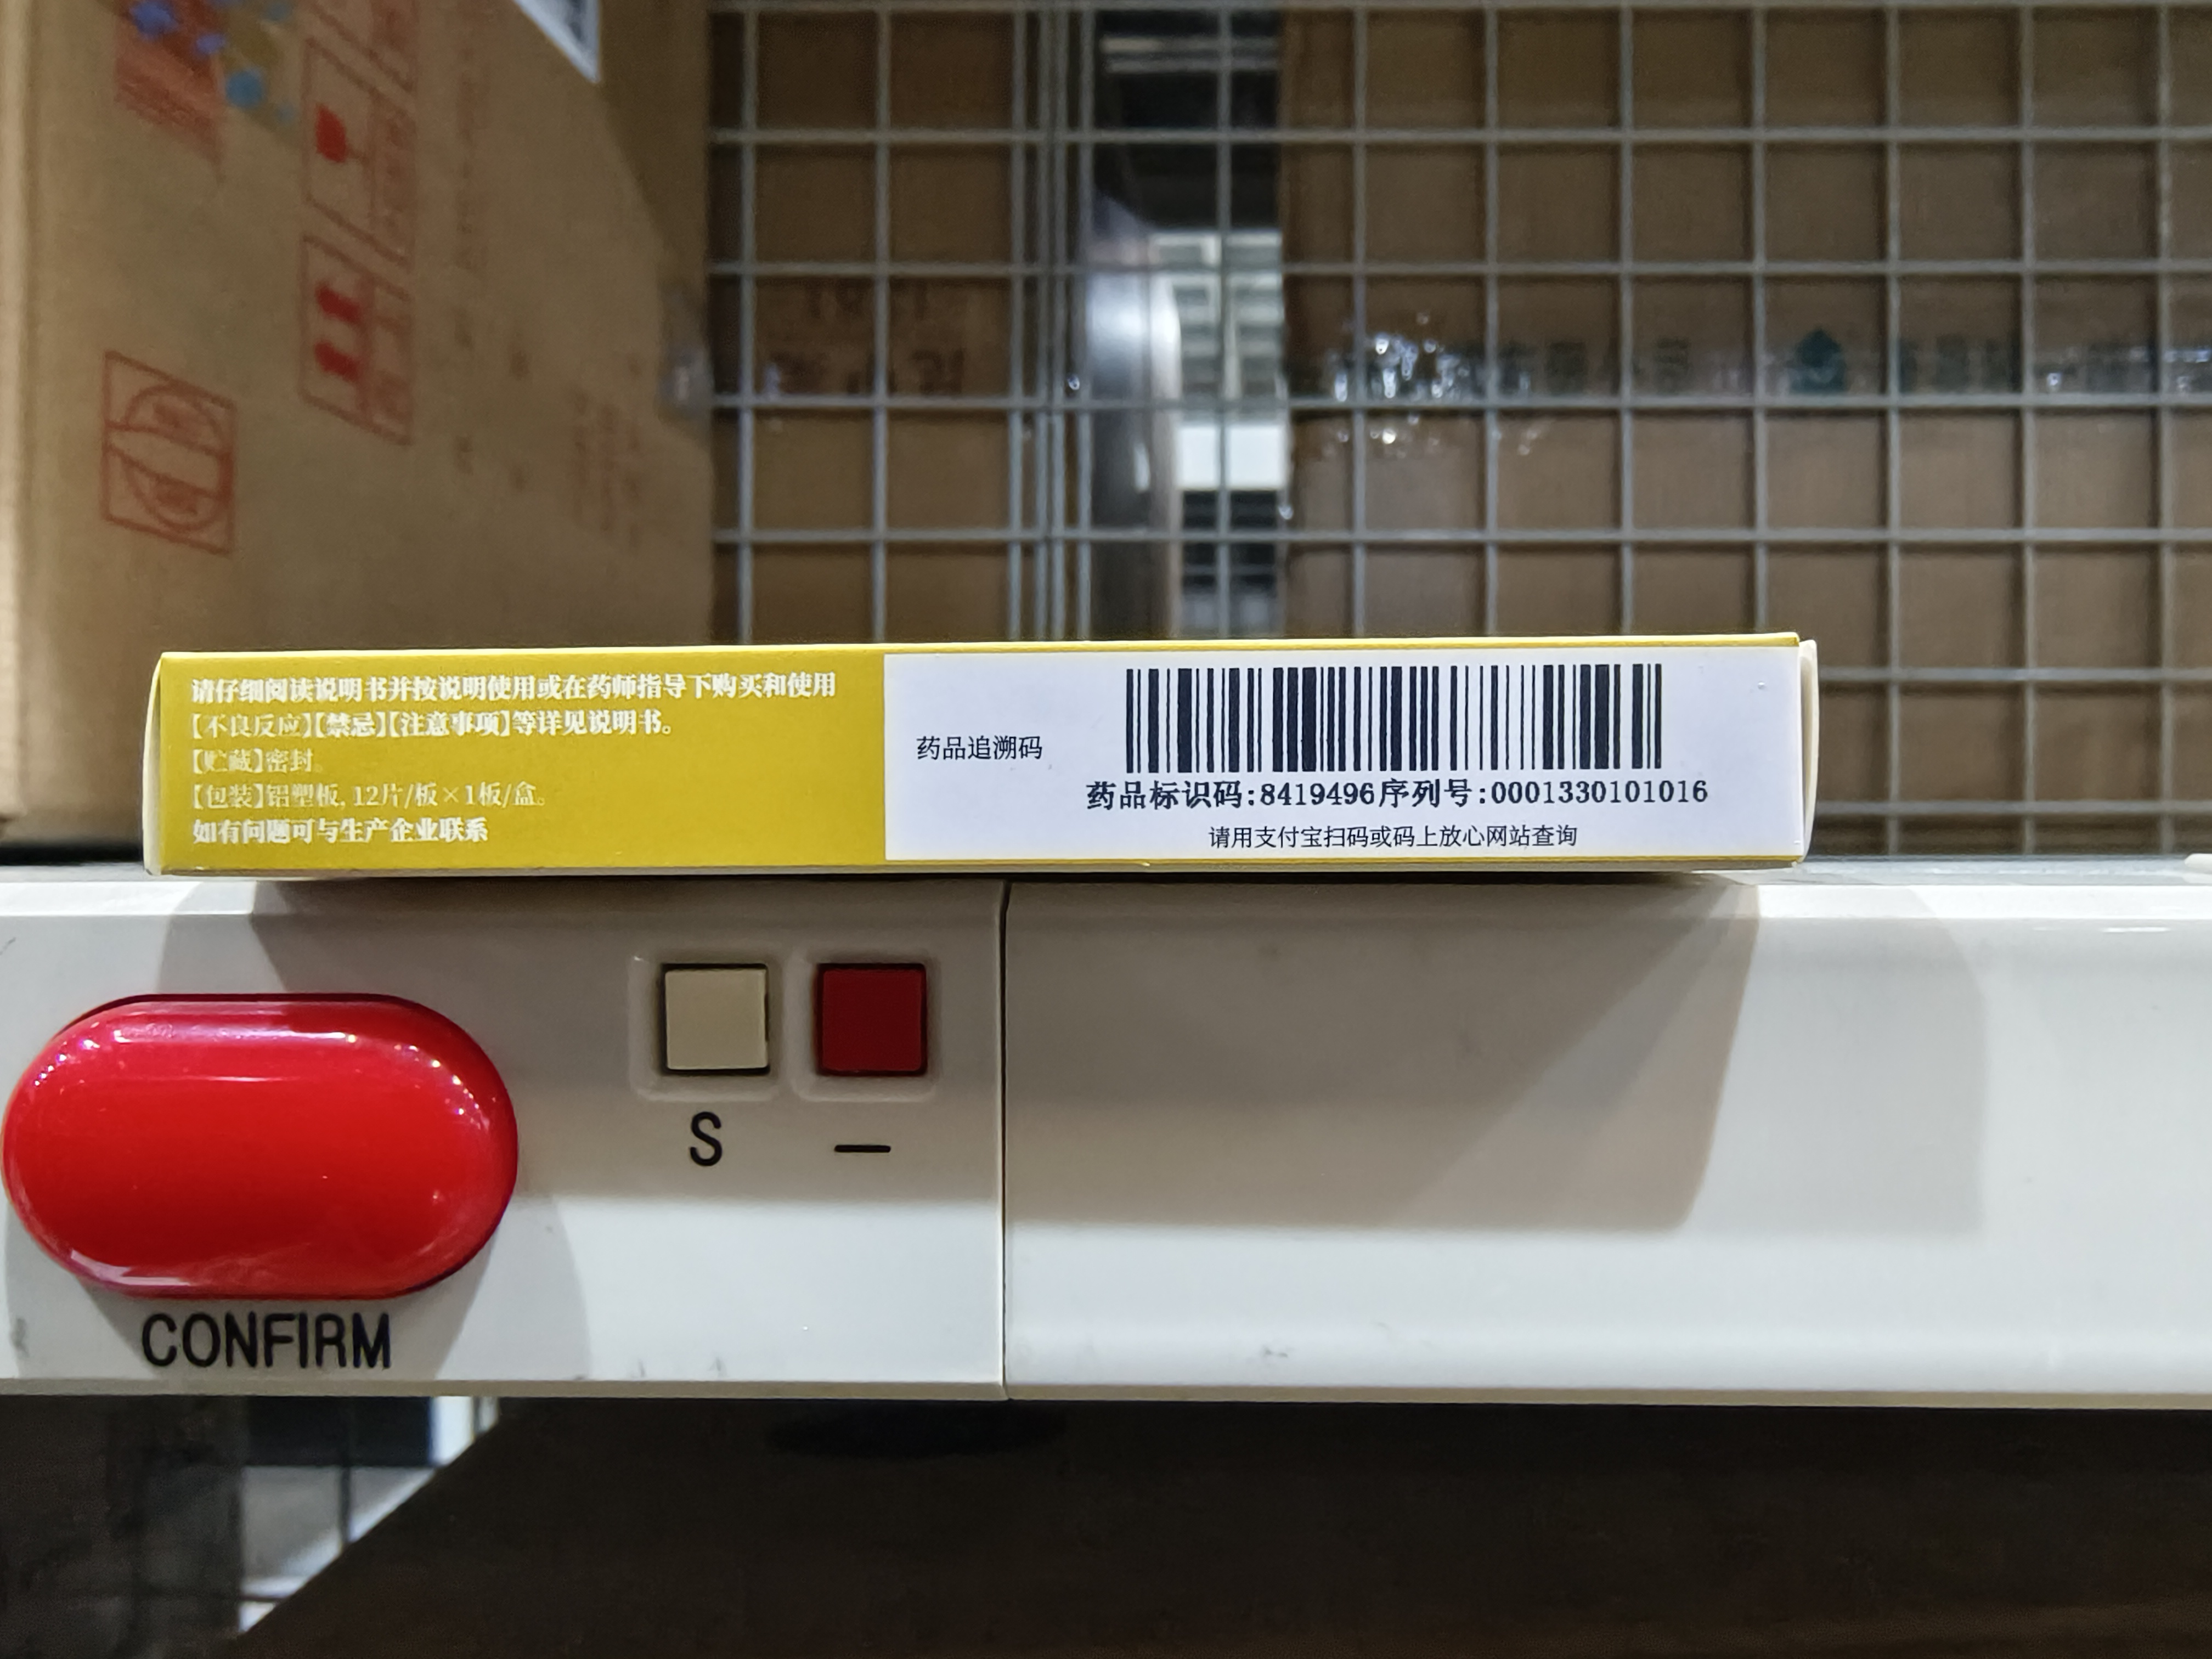 请仔细阅读说明书并按说明使用或在药师指导下购买和使用
【不良反应】【禁忌】【注意事项】等详见说明书。
【贮藏】密封。
【包装】铝塑板, 12片/板×1板/盒。
如有问题可与生产企业联系
药品追溯码
药品标识码:8419496序列号:0001330101016
请用支付宝扫码或码上放心网站查询
S
—
CONFIRM